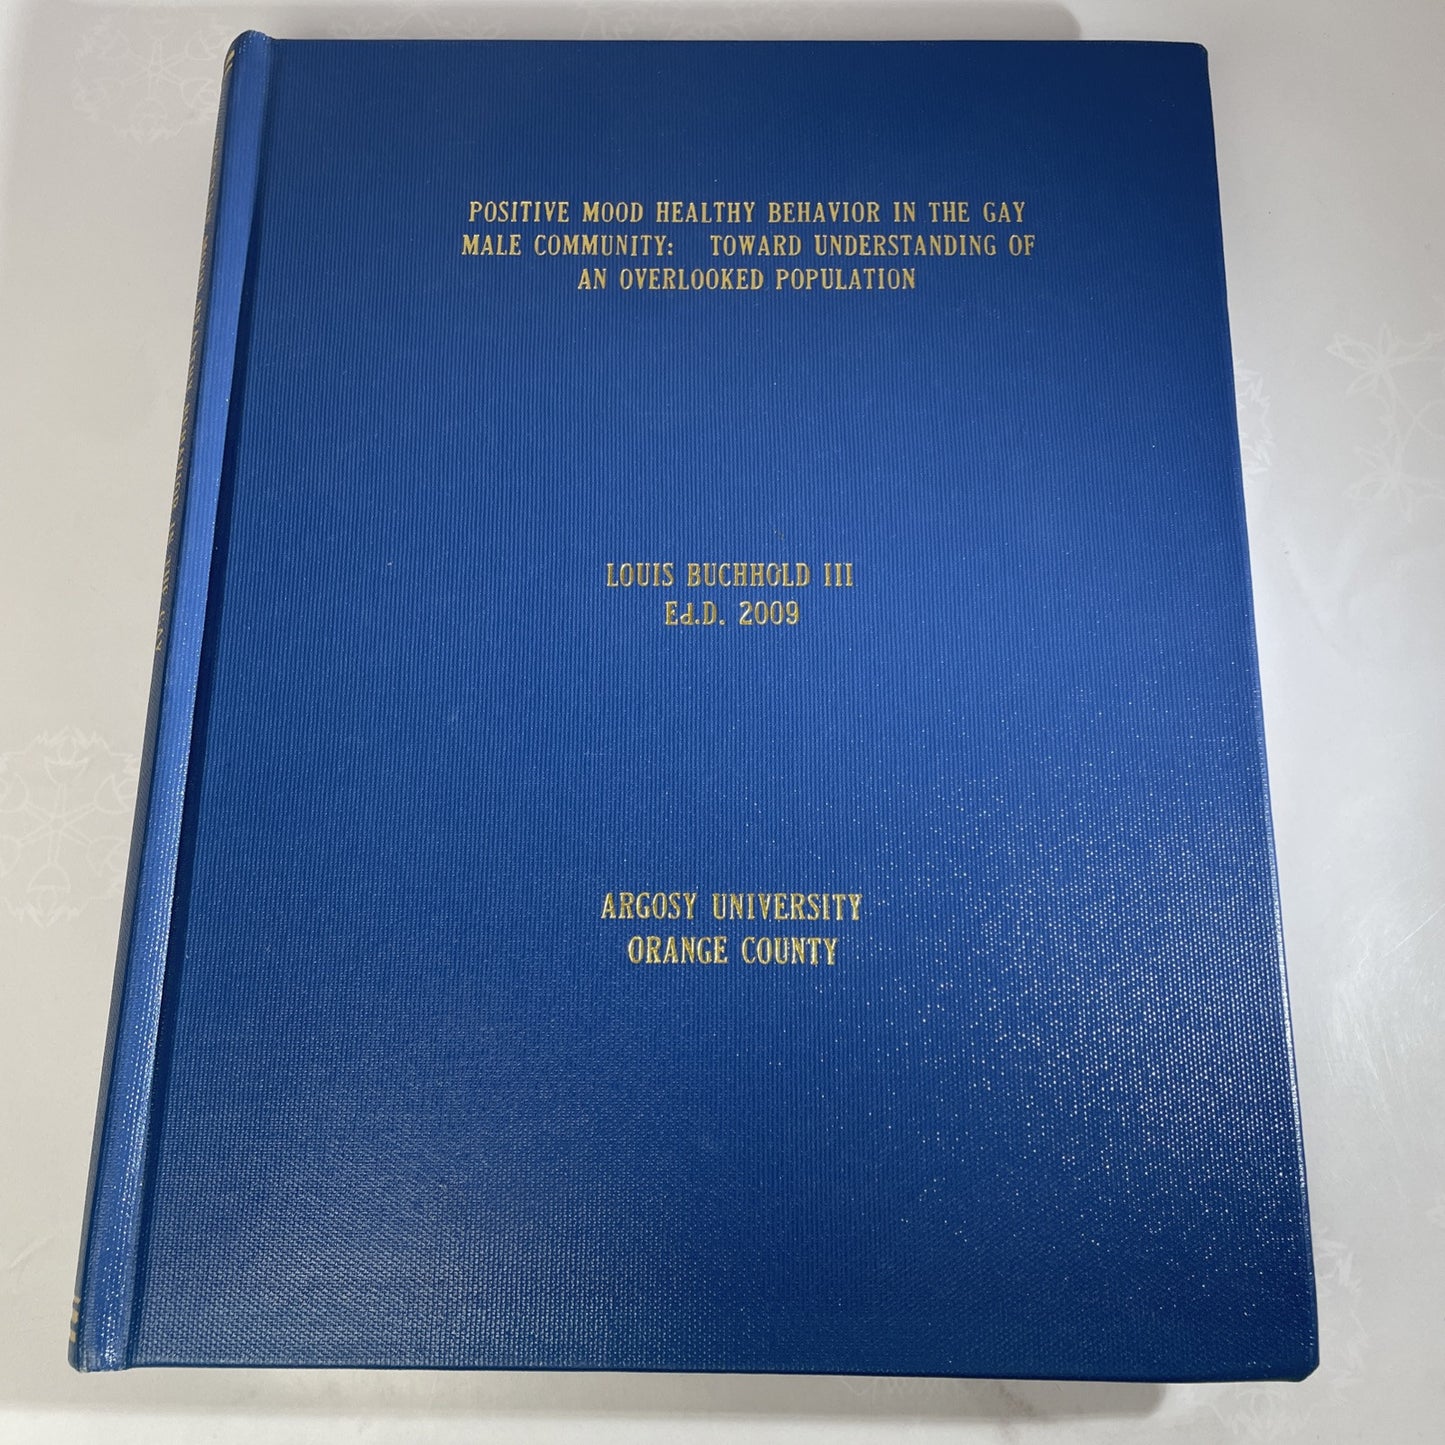 POSITIVE MOOD HEALTHY BEHAVIOR IN THE GAY
MALE COMMUNITY: TOWARD UNDERSTANDING OF
AN OVERLOOKED POPULATION
LOUIS BUCHHOLD III
Ed.D. 2009
ARGOSY UNIVERSITY
ORANGE COUNTY